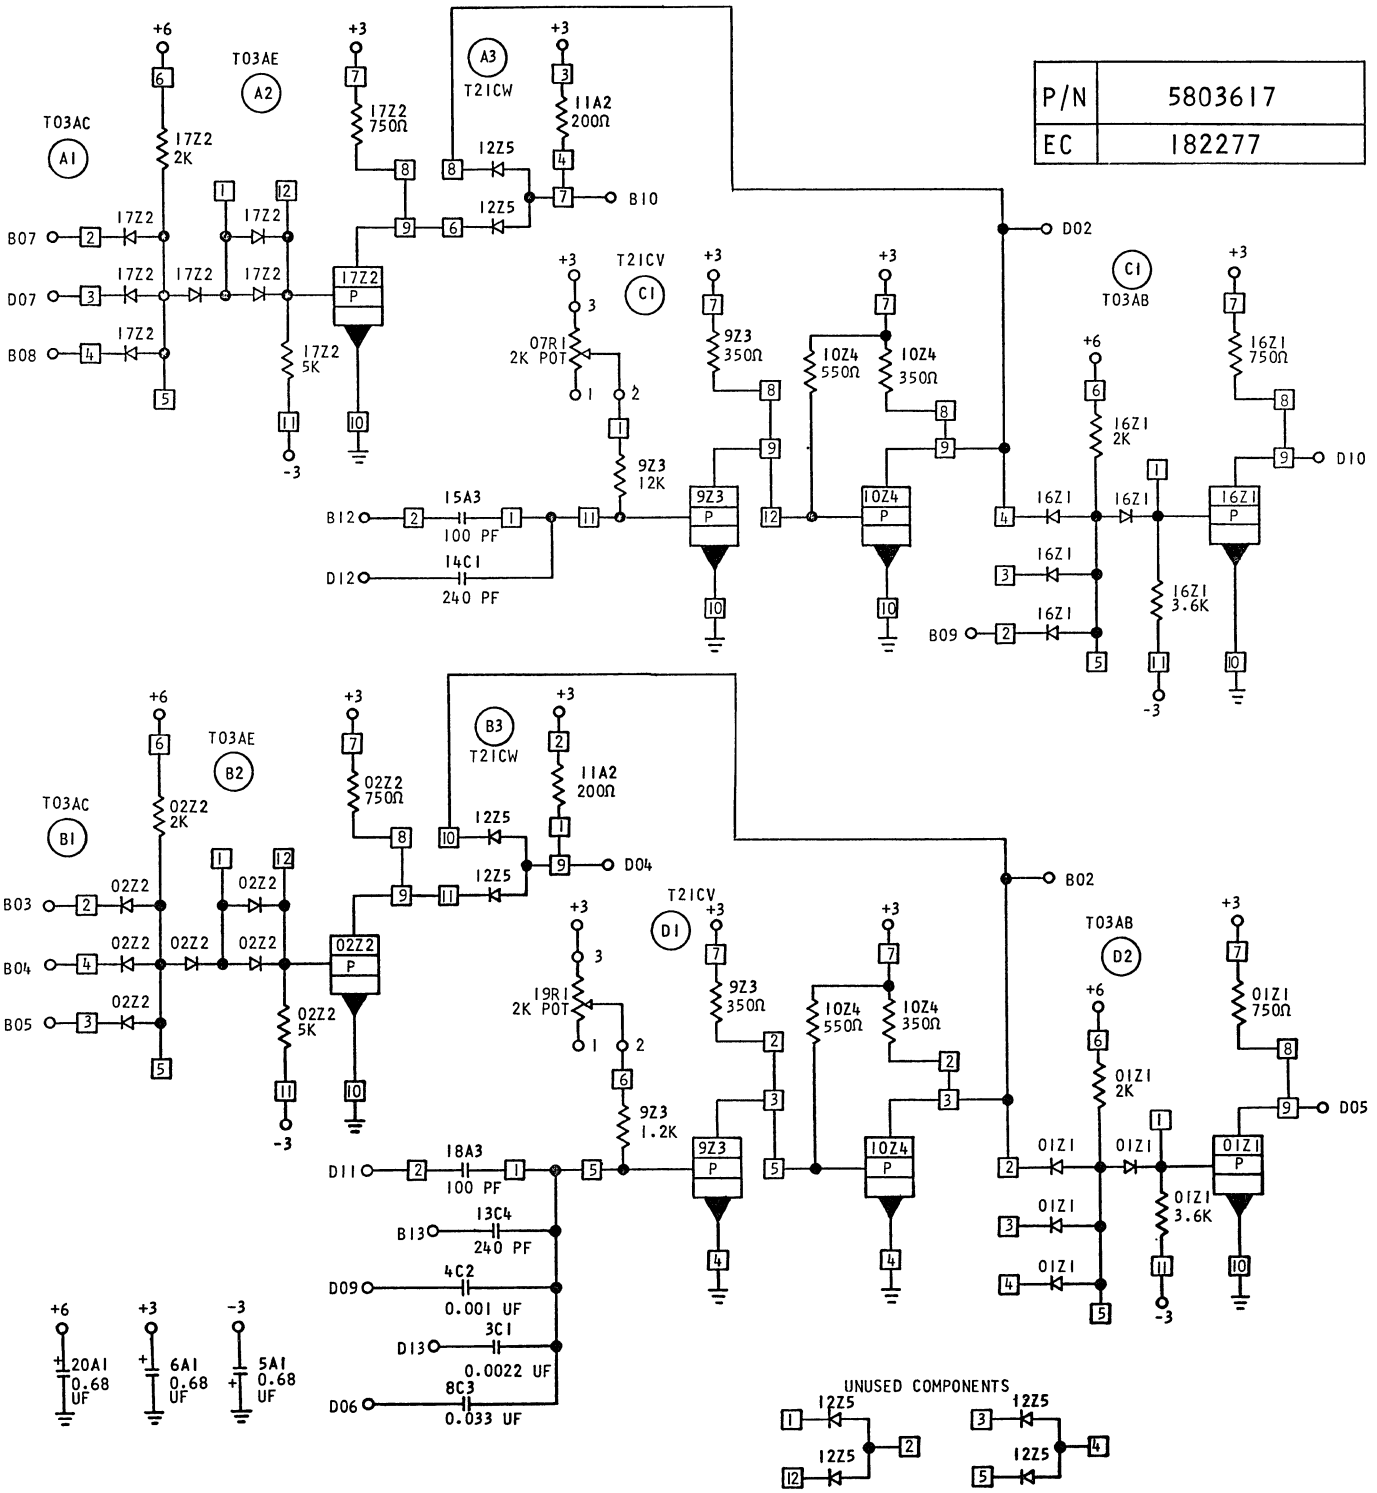 +6
T03AE
A2
+3
A3
T21CW
+3
P/N 5803617
EC 182277
6
7
3
T03AC
A1
17Z2
2K
17Z2
750Ω
11A2
200Ω
12Z5
4
8
8
1
12
7
B10
12Z5
9
6
B07
2
17Z2
17Z2
D02
D07
3
17Z2
17Z2
17Z2
17Z2
P
B08
4
17Z2
17Z2
5K
5
11
-3
10
+3
3
07R1
2K POT
1
2
1
9Z3
12K
T21CV
C1
+3
7
9Z3
350Ω
8
9
+3
7
10Z4
550Ω
10Z4
350Ω
8
9
B12
2
15A3
100 PF
1
11
9Z3
P
12
10Z4
P
D12
14C1
240 PF
10
10
C1
T03AB
+3
7
16Z1
750Ω
8
9
D10
+6
6
16Z1
2K
1
4
16Z1
16Z1
16Z1
P
3
16Z1
16Z1
3.6K
B09
2
16Z1
5
11
-3
10
+6
T03AE
B2
+3
B3
T21CW
+3
6
7
2
T03AC
B1
02Z2
2K
02Z2
750Ω
11A2
200Ω
10
12Z5
1
8
1
12
9
D04
12Z5
9
11
B03
2
02Z2
02Z2
B02
B04
4
02Z2
02Z2
02Z2
02Z2
P
B05
3
02Z2
02Z2
5K
5
11
-3
10
+3
3
19R1
2K POT
1
2
6
9Z3
1.2K
T21CV
D1
+3
7
9Z3
350Ω
2
3
+3
7
10Z4
550Ω
10Z4
350Ω
2
3
D11
2
18A3
100 PF
1
5
9Z3
P
5
10Z4
P
4
4
B13
13C4
240 PF
D09
4C2
0.001 UF
D13
3C1
0.0022 UF
D06
8C3
0.033 UF
T03AB
D2
+3
7
01Z1
750Ω
8
9
D05
+6
6
01Z1
2K
1
2
01Z1
01Z1
01Z1
P
3
01Z1
01Z1
3.6K
4
01Z1
5
11
-3
10
+6
+3
-3
+
20A1
0.68
UF
+
6A1
0.68
UF
+
5A1
0.68
UF
UNUSED COMPONENTS
1
12Z5
2
12
12Z5
3
12Z5
4
5
12Z5